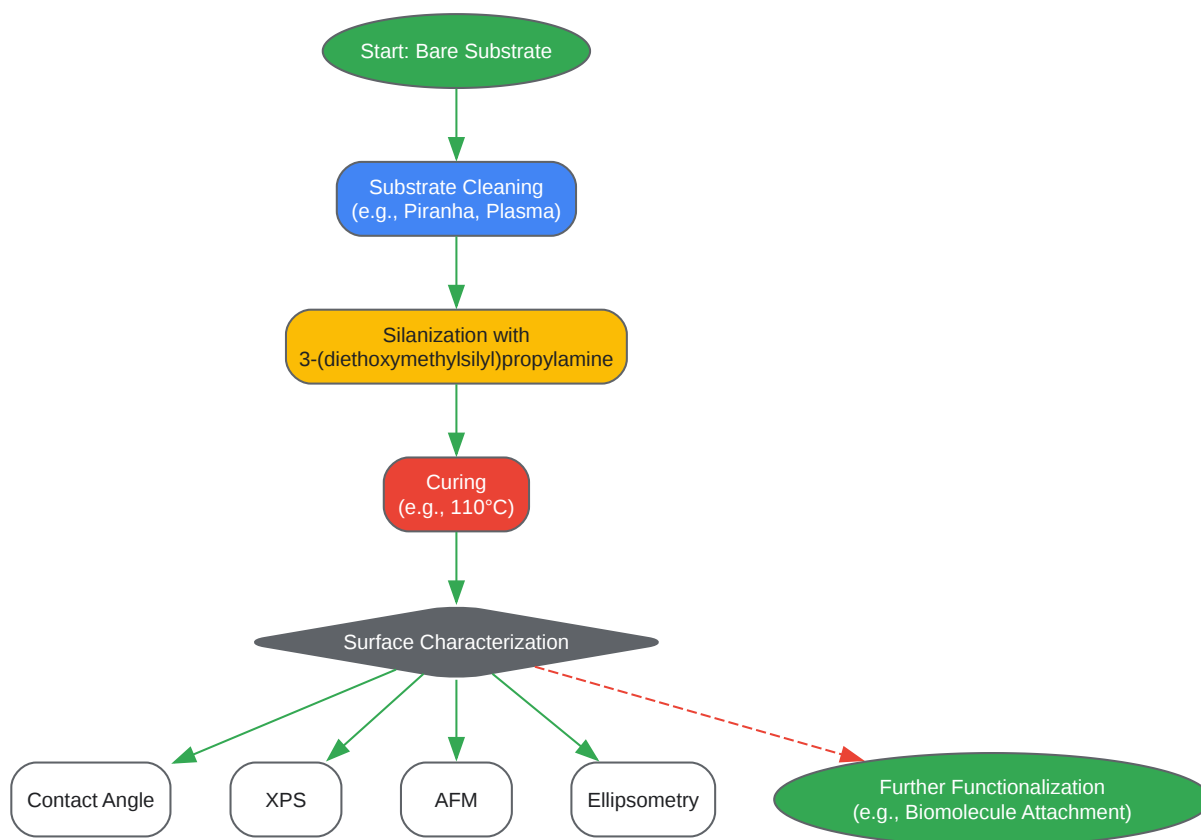 Start: Bare Substrate
Substrate Cleaning
(e.g., Piranha, Plasma)
Silanization with
3-(diethoxymethylsilyl)propylamine
Curing
(e.g., 110°C)
Surface Characterization
Contact Angle
XPS
AFM
Ellipsometry
Further Functionalization
(e.g., Biomolecule Attachment)